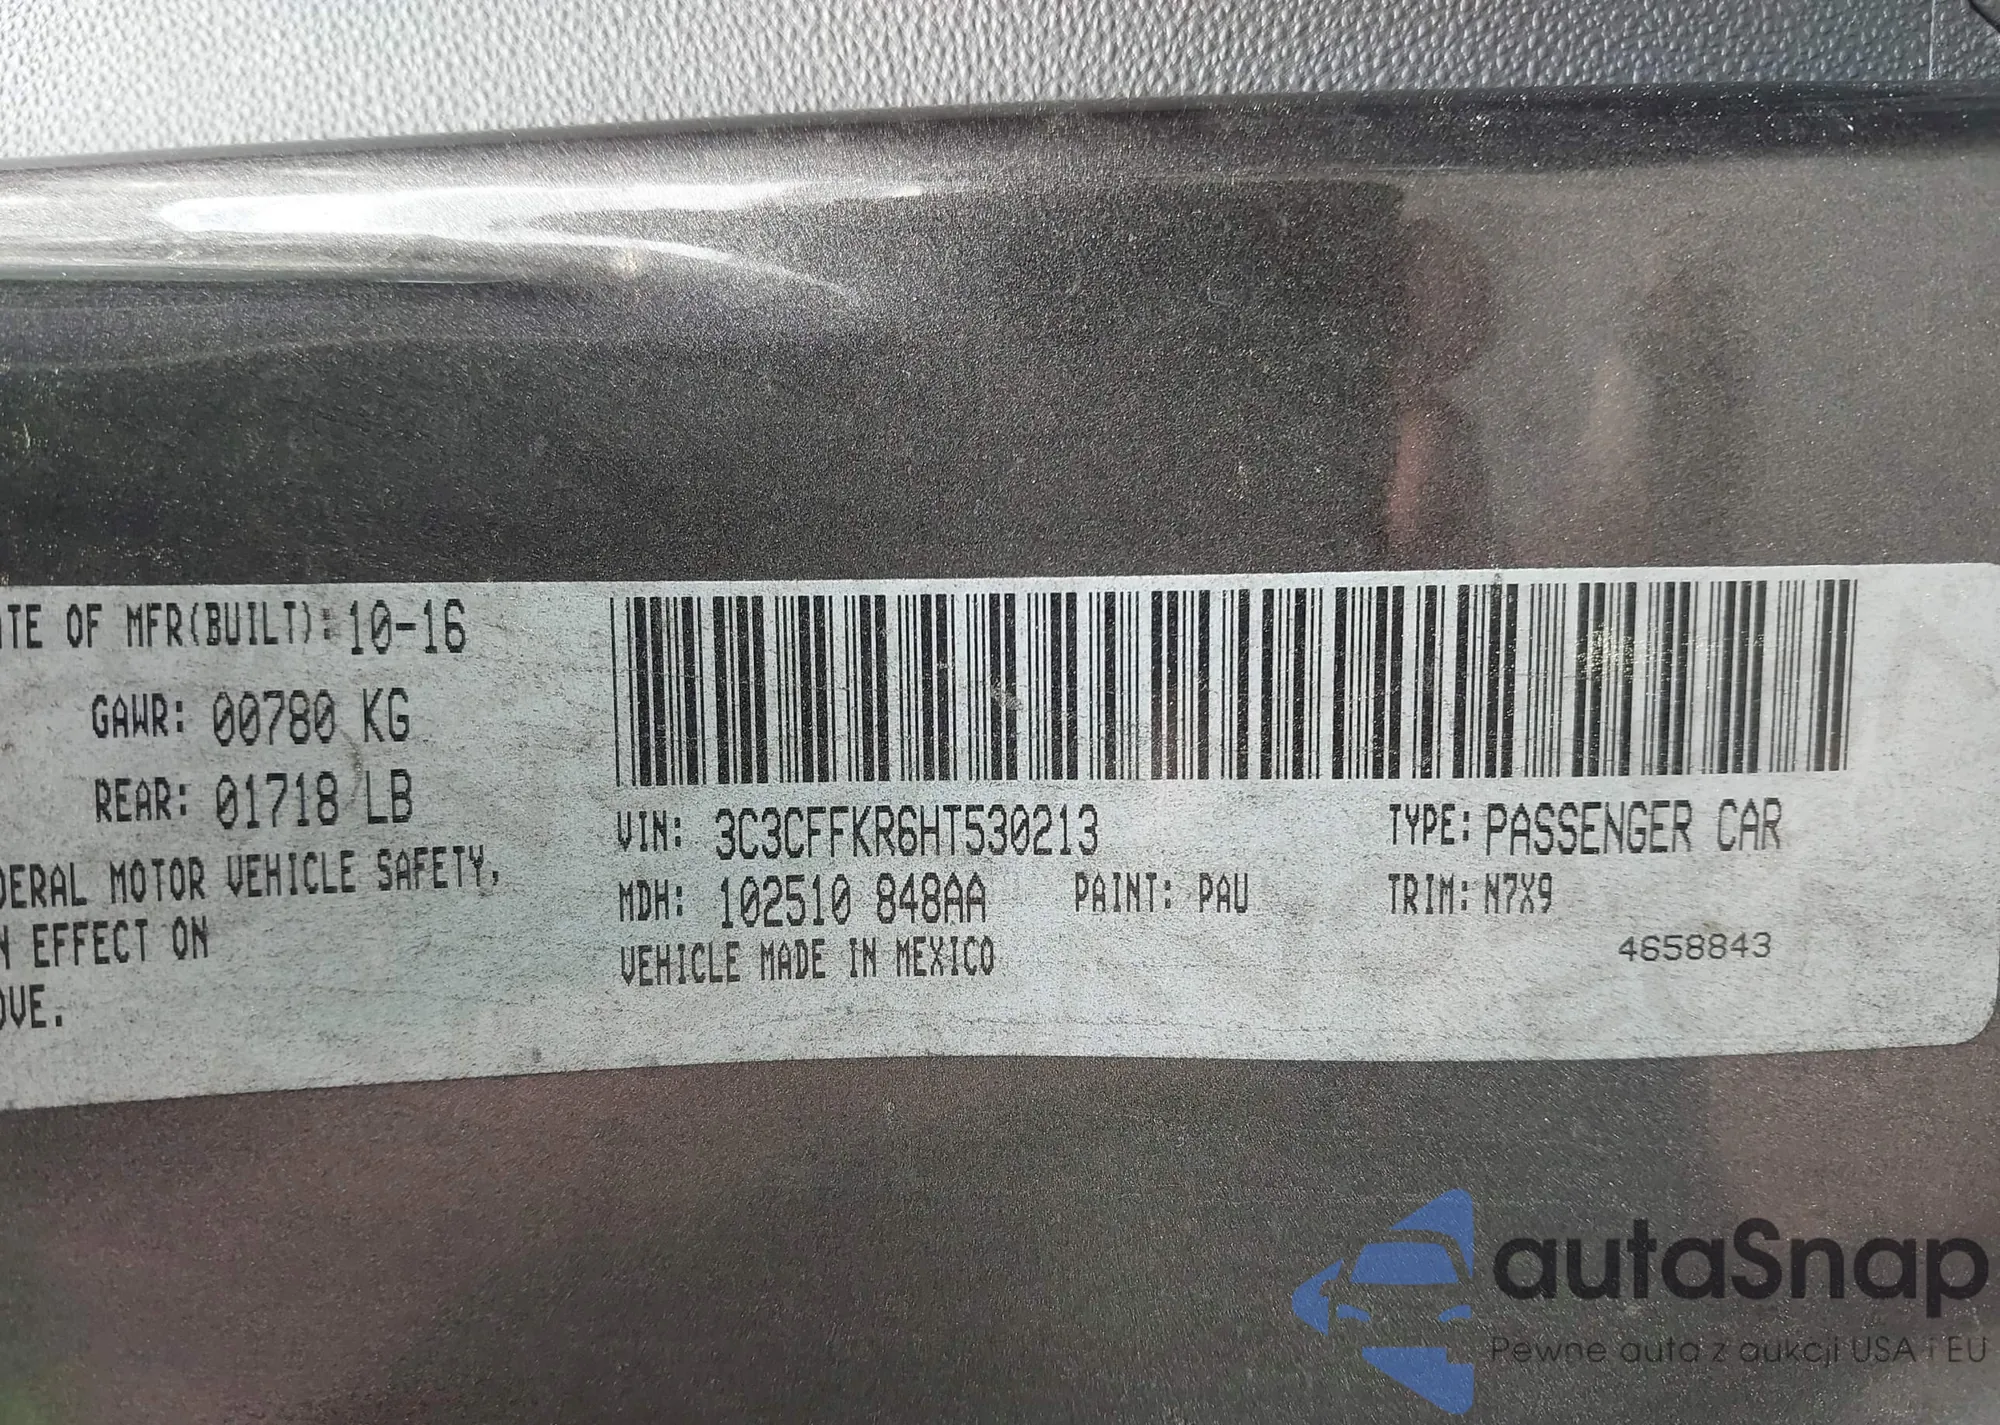 ATE OF MFR(BUILT): 10-16
GAWR: 00780 KG
REAR: 01718 LB
DERAL MOTOR VEHICLE SAFETY,
N EFFECT ON
OVE.
VIN: 3C3CFFKR6HT530213
TYPE: PASSENGER CAR
MDH: 102510 848AA
PAINT: PAU
TRIM: N7X9
VEHICLE MADE IN MEXICO
4658843
autaSnap
Pewne auta z aukcji USA i EU